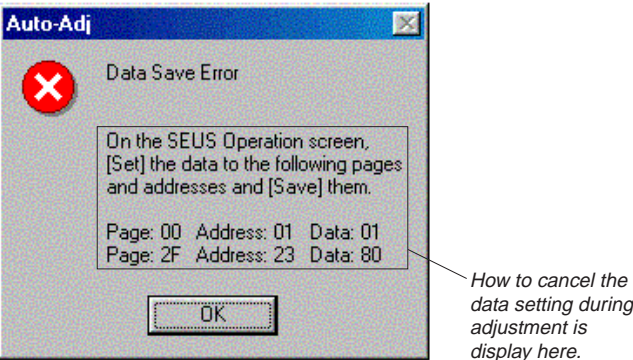 Auto-Adj
Data Save Error
On the SEUS Operation screen,
[Set] the data to the following pages
and addresses and [Save] them.
Page: 00 Address: 01 Data: 01
Page: 2F Address: 23 Data: 80
OK
How to cancel the
data setting during
adjustment is
display here.